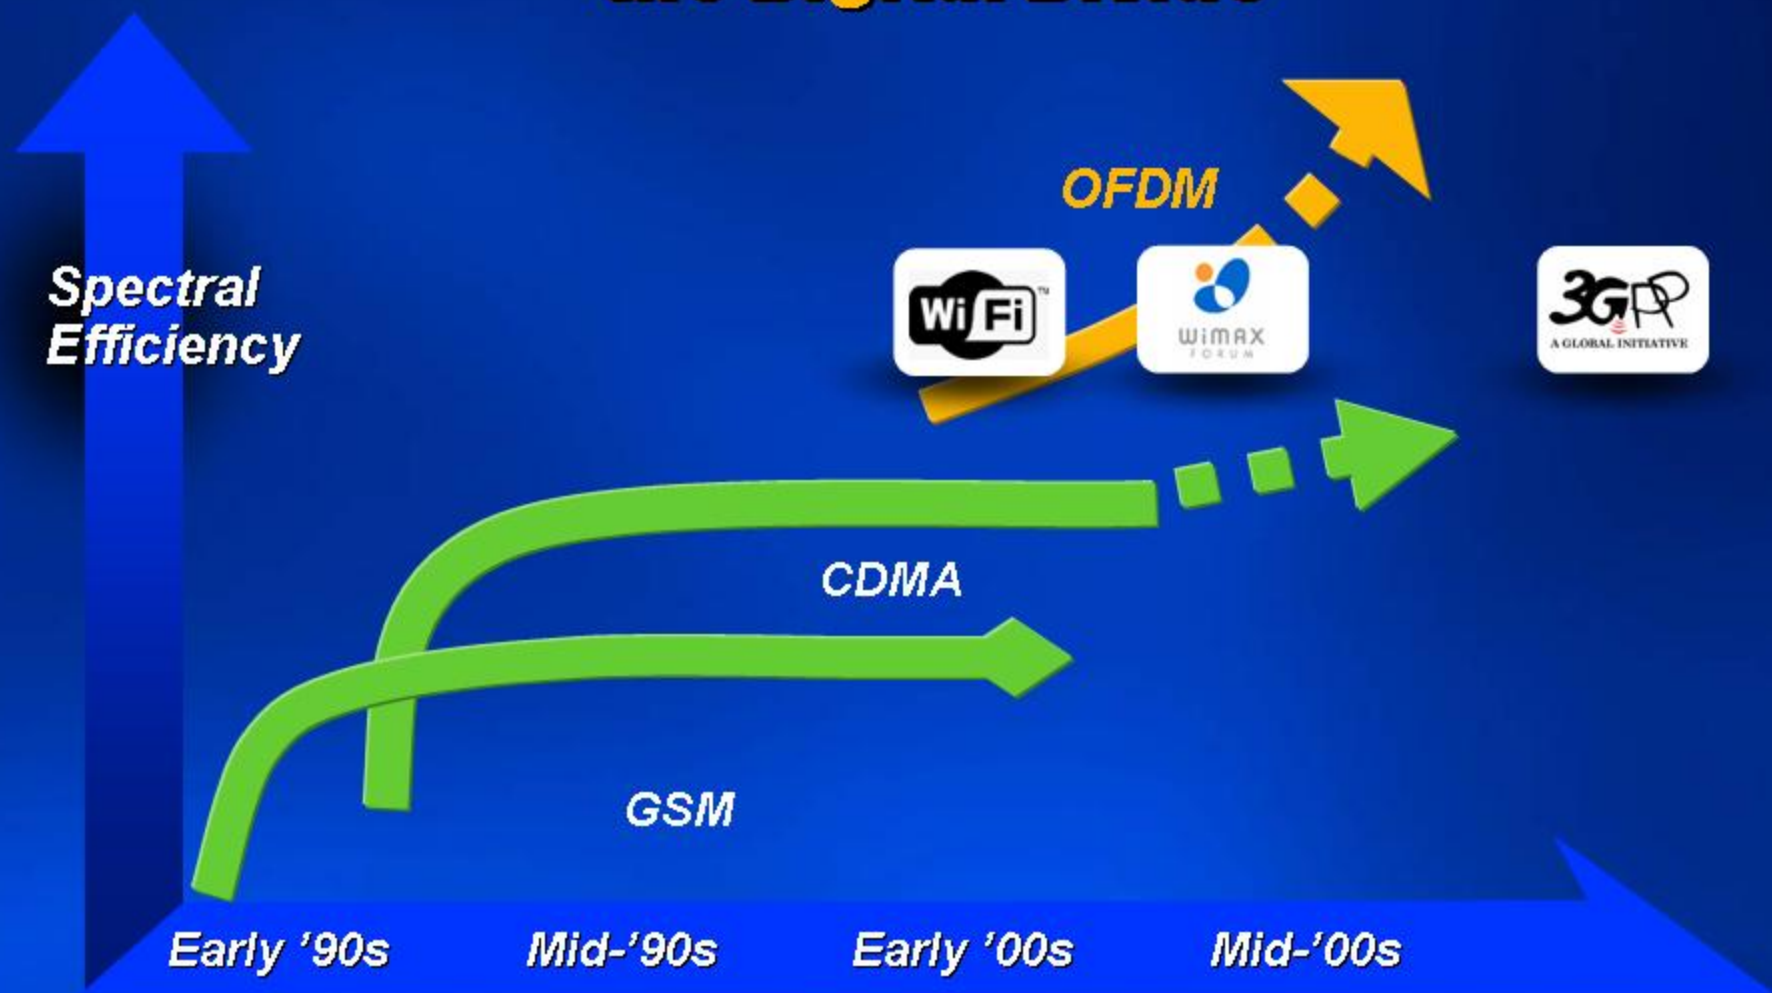 OFDM
Spectral
Efficiency
Wi Fi™
WiMAX
FORUM
3GPP
A GLOBAL INITIATIVE
CDMA
GSM
Early ’90s
Mid-’90s
Early ’00s
Mid-’00s